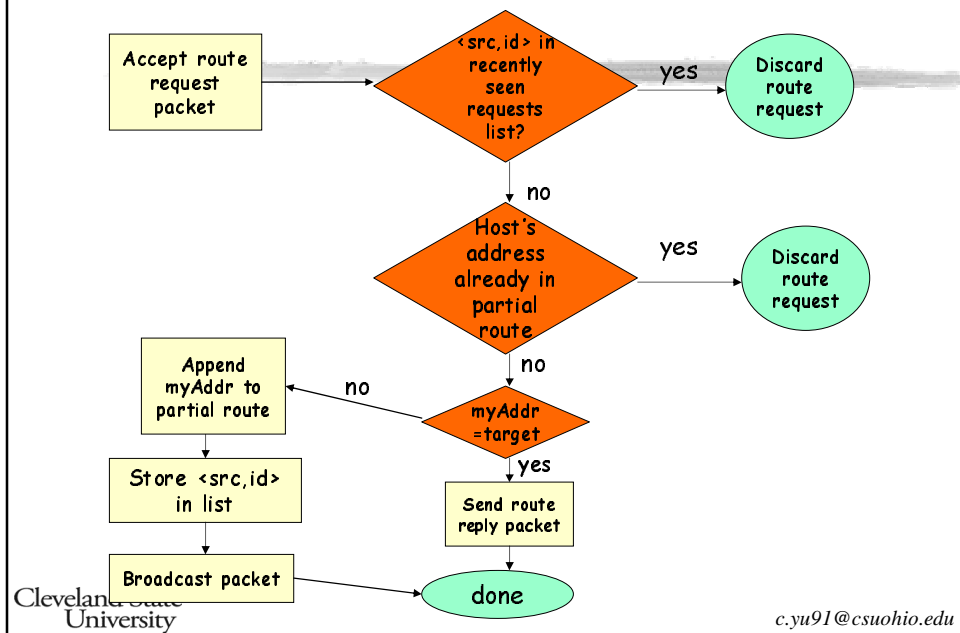 Accept route
request
packet
<src,id> in
recently
seen
requests
list?
yes
Discard
route
request
no
Host's
address
already in
partial
route
yes
Discard
route
request
no
myAddr
=target
no
Append
myAddr to
partial route
Store <src,id>
in list
Broadcast packet
yes
Send route
reply packet
done
Cleveland State
University
c.yu91@csuohio.edu